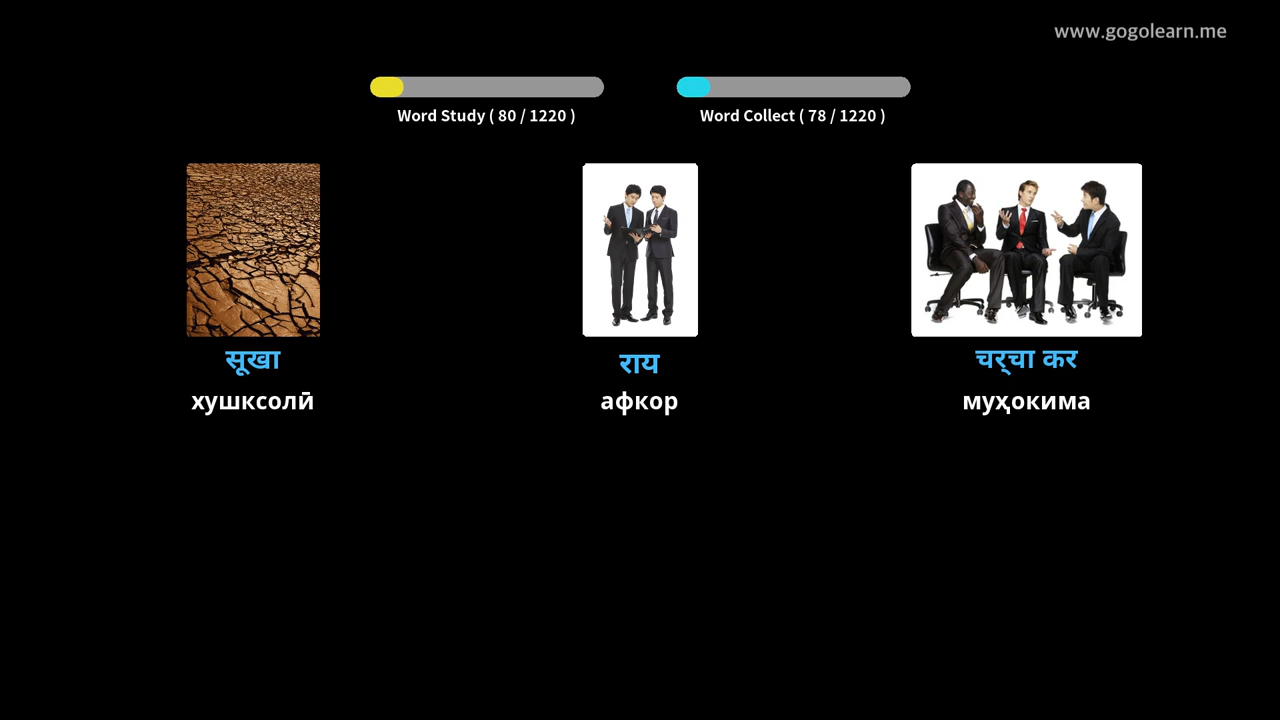 www.gogolearn.me
Word Study ( 80 / 1220 )
Word Collect ( 78 / 1220 )
सूखा
хушксолӣ
राय
афкор
चर्चा कर
муҳокима